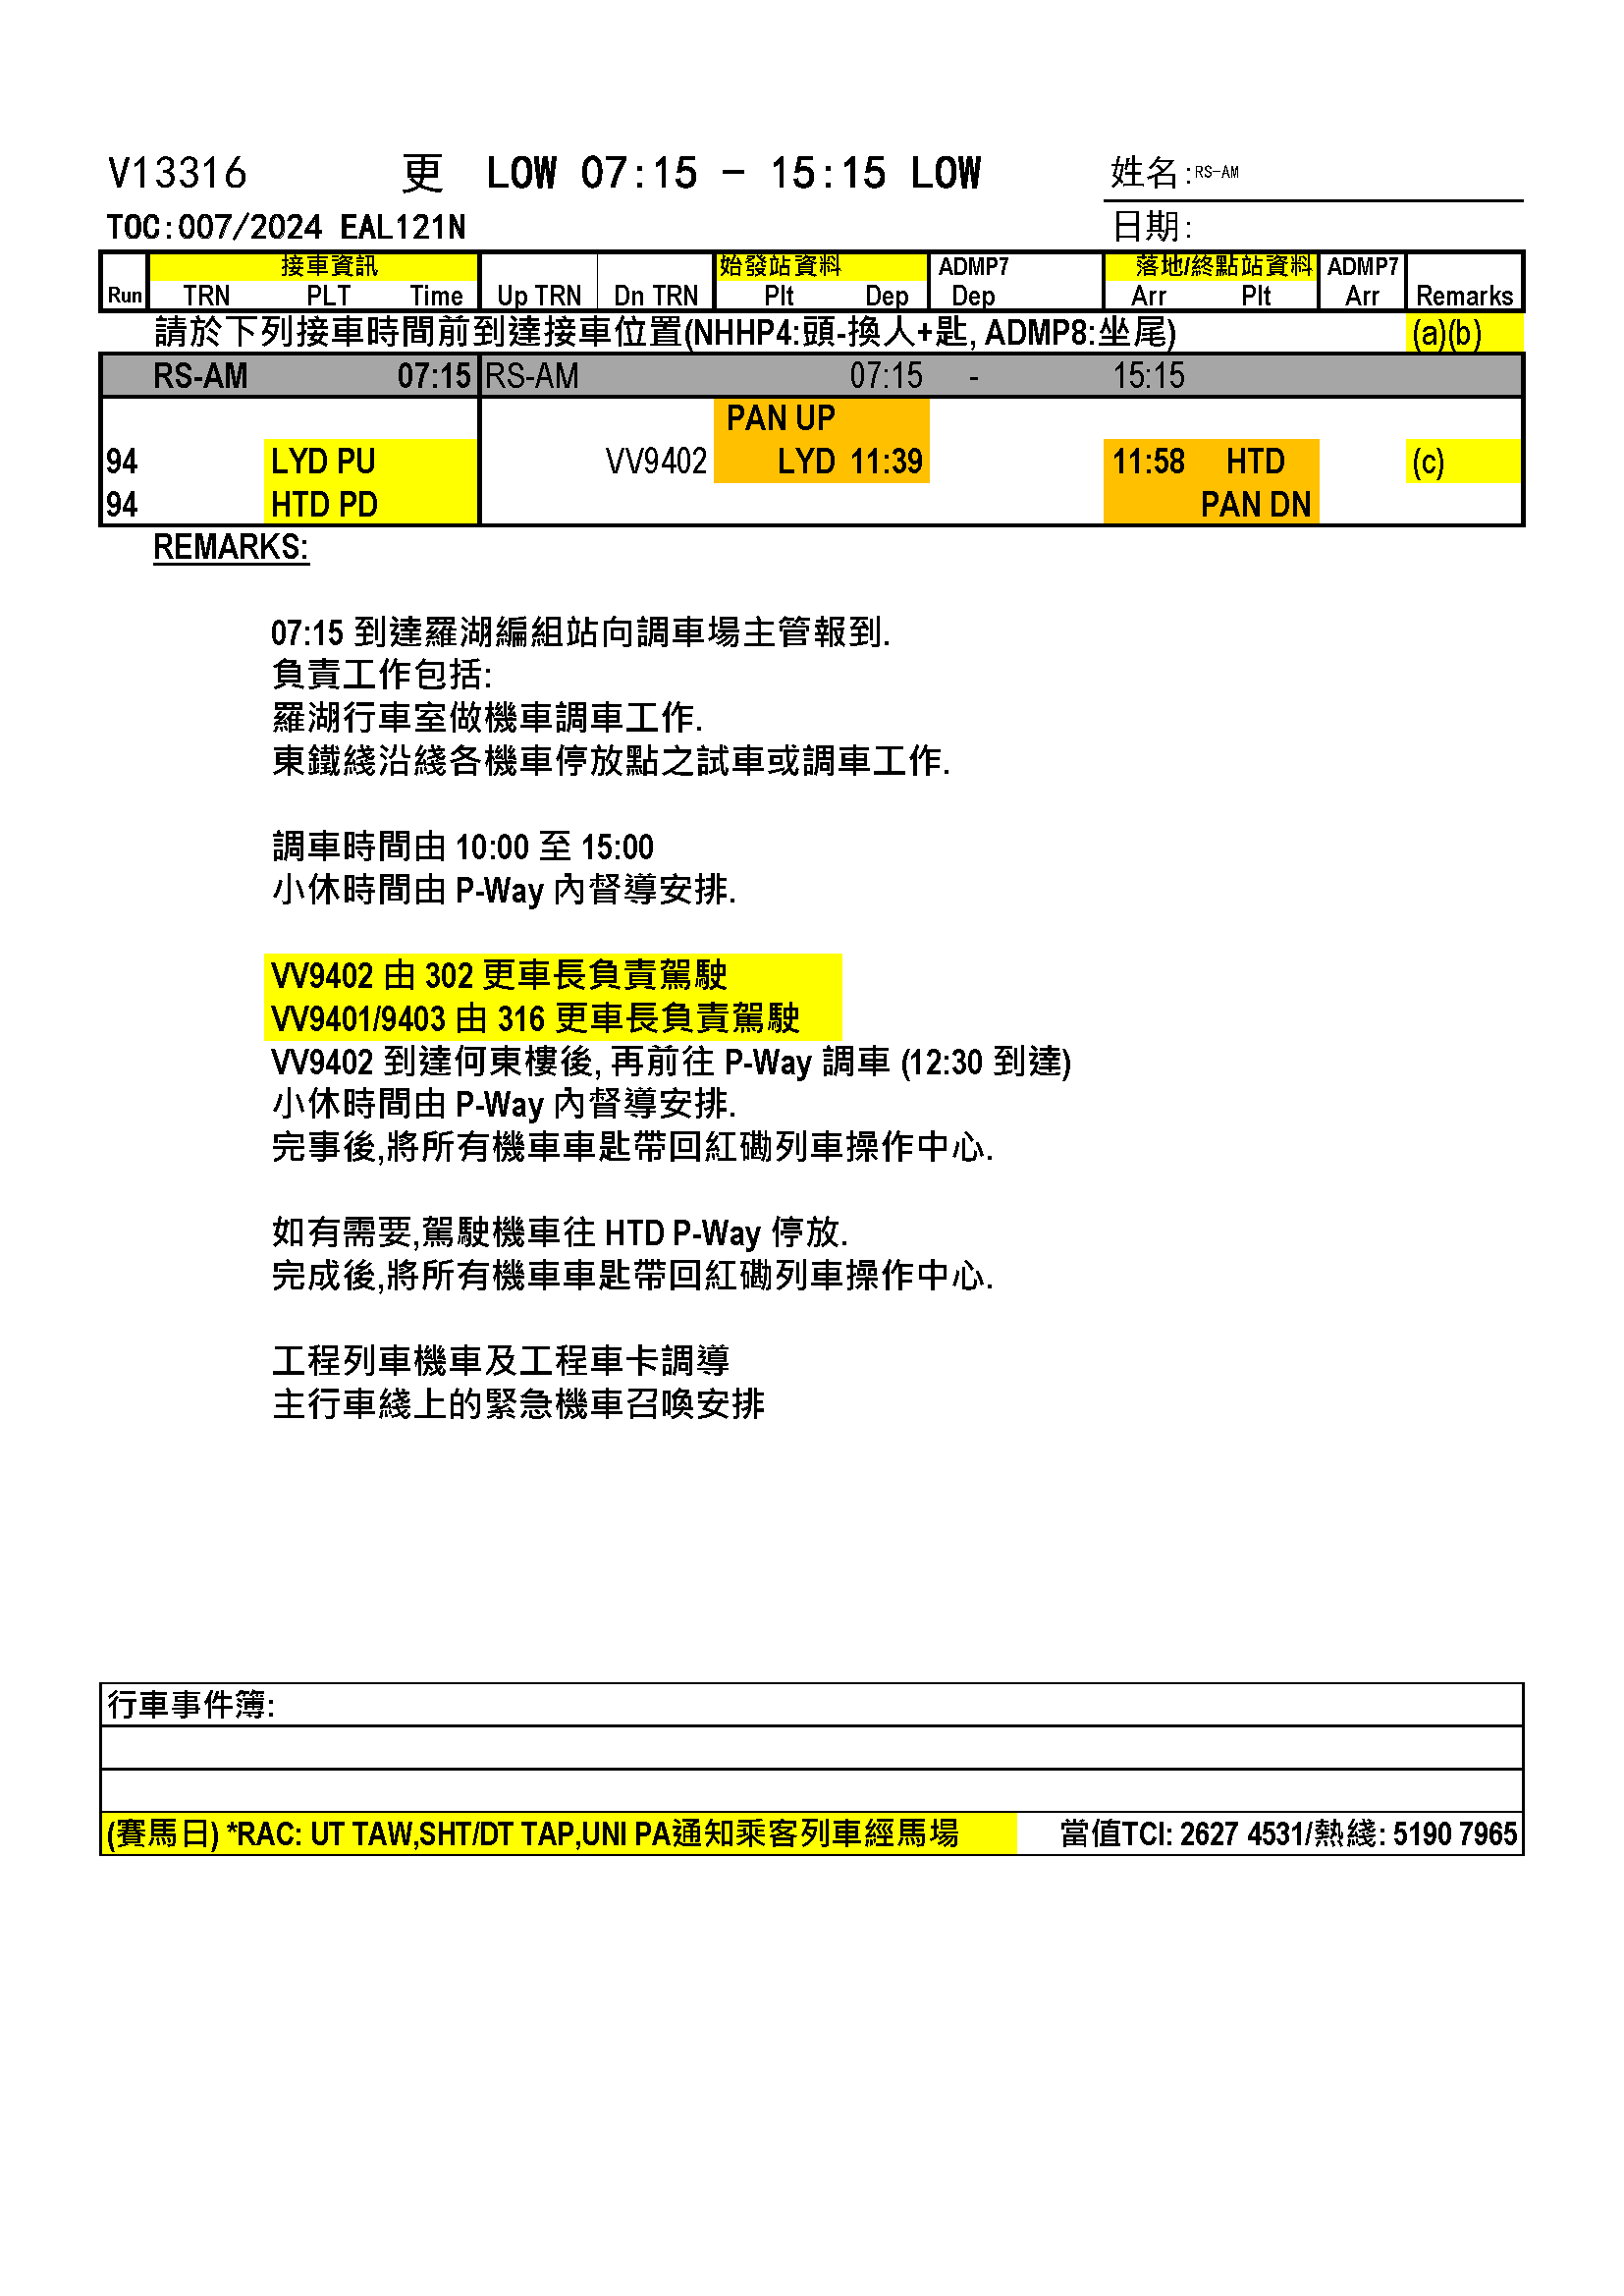 V13316 更 LOW 07:15 - 15:15 LOW 姓名:RS-AM
TOC:007/2024 EAL121N 日期:
接車資訊 始發站資料 ADMP7 落地/終點站資料 ADMP7
Run TRN PLT Time Up TRN Dn TRN Plt Dep Dep Arr Plt Arr Remarks
請於下列接車時間前到達接車位置(NHHP4:頭-換人+匙, ADMP8:坐尾) (a)(b)
RS-AM 07:15 RS-AM 07:15 - 15:15
PAN UP
94 LYD PU VV9402 LYD 11:39 11:58 HTD (c)
94 HTD PD PAN DN
REMARKS:
07:15 到達羅湖編組站向調車場主管報到.
負責工作包括:
羅湖行車室做機車調車工作.
東鐵綫沿綫各機車停放點之試車或調車工作.
調車時間由 10:00 至 15:00
小休時間由 P-Way 內督導安排.
VV9402 由 302 更車長負責駕駛
VV9401/9403 由 316 更車長負責駕駛
VV9402 到達何東樓後, 再前往 P-Way 調車 (12:30 到達)
小休時間由 P-Way 內督導安排.
完事後,將所有機車車匙帶回紅磡列車操作中心.
如有需要,駕駛機車往 HTD P-Way 停放.
完成後,將所有機車車匙帶回紅磡列車操作中心.
工程列車機車及工程車卡調導
主行車綫上的緊急機車召喚安排
行車事件簿:
(賽馬日) *RAC: UT TAW,SHT/DT TAP,UNI PA通知乘客列車經馬場 當值TCI: 2627 4531/熱綫: 5190 7965